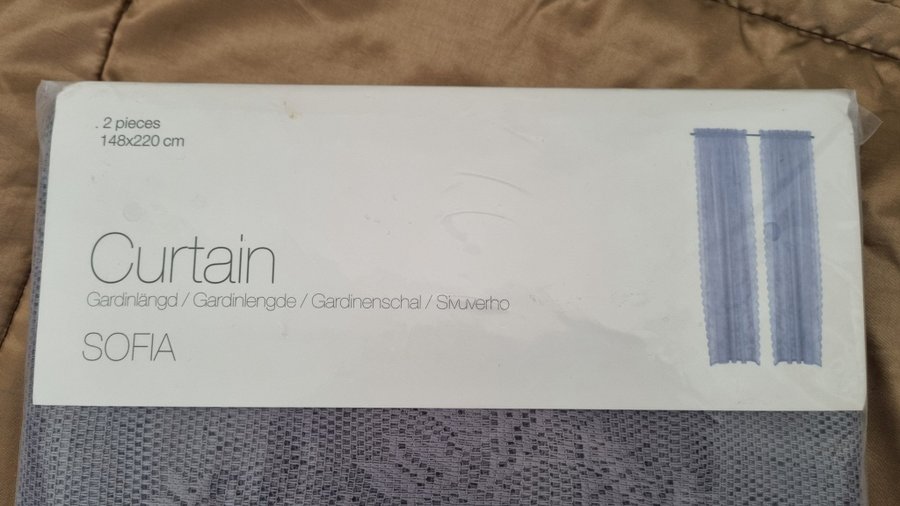 2 pieces
148x220 cm
Curtain
Gardinlängd / Gardinlengde / Gardinenschal / Sivuverho
SOFIA